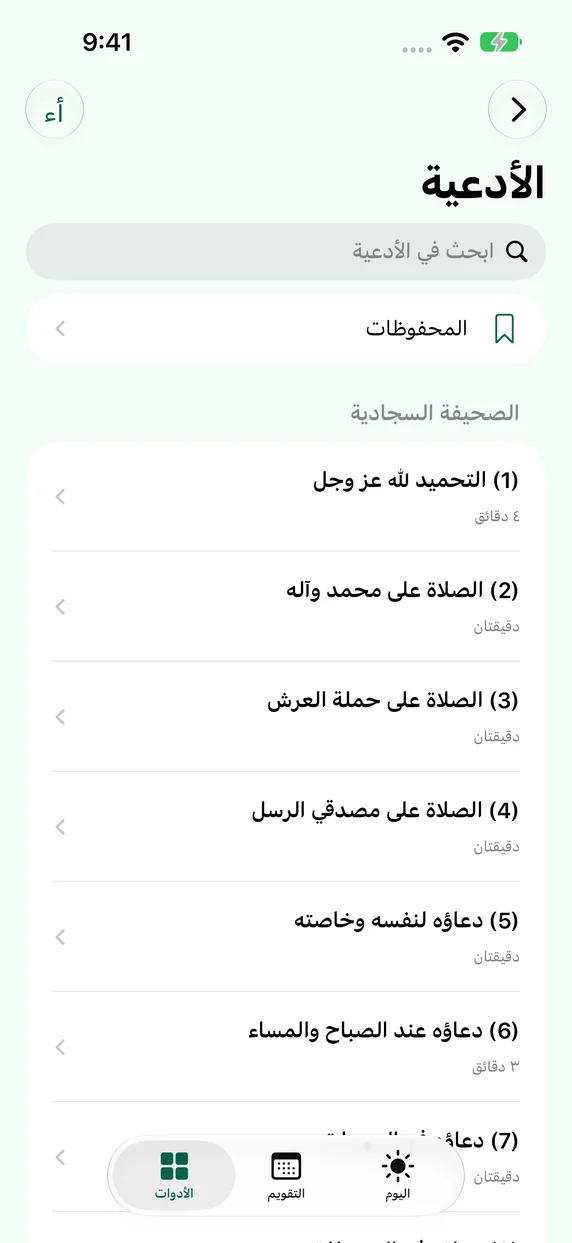 9:41
أء
الأدعية
ابحث في الأدعية
المحفوظات
الصحيفة السجادية
(1) التحميد لله عز وجل
٤ دقائق
(2) الصلاة على محمد وآله
دقيقتان
(3) الصلاة على حملة العرش
دقيقتان
(4) الصلاة على مصدقي الرسل
دقيقتان
(5) دعاؤه لنفسه وخاصته
دقيقتان
(6) دعاؤه عند الصباح والمساء
٣ دقائق
(7) دعاؤه
دقيقتان
اليوم
التقويم
الأدوات